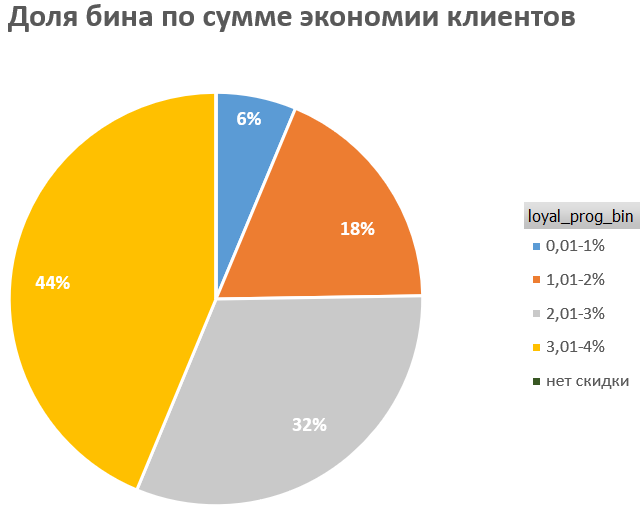 Доля бина по сумме экономии клиентов
6%
18%
44%
32%
loyal_prog_bin
0,01-1%
1,01-2%
2,01-3%
3,01-4%
нет скидки